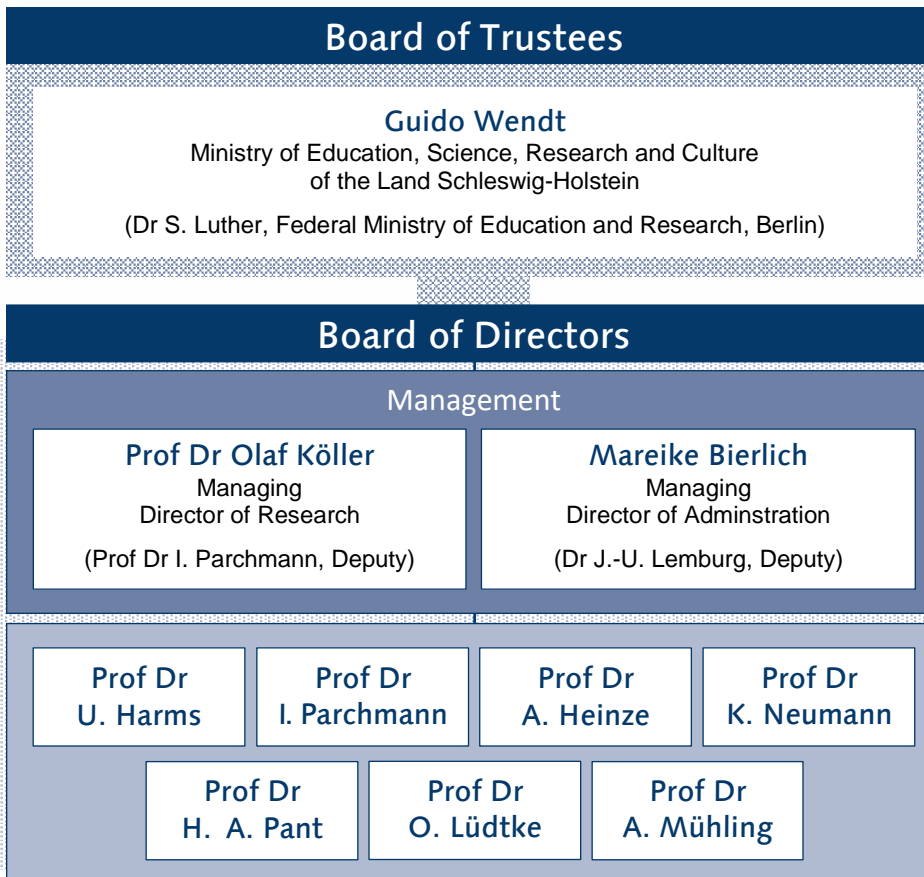 Board of Trustees
Guido Wendt
Ministry of Education, Science, Research and Culture
of the Land Schleswig-Holstein
(Dr S. Luther, Federal Ministry of Education and Research, Berlin)
Board of Directors
Management
Prof Dr Olaf Köller
Managing
Director of Research
(Prof Dr I. Parchmann, Deputy)
Mareike Bierlich
Managing
Director of Adminstration
(Dr J.-U. Lemburg, Deputy)
Prof Dr
U. Harms
Prof Dr
I. Parchmann
Prof Dr
A. Heinze
Prof Dr
K. Neumann
Prof Dr
H. A. Pant
Prof Dr
O. Lüdtke
Prof Dr
A. Mühling